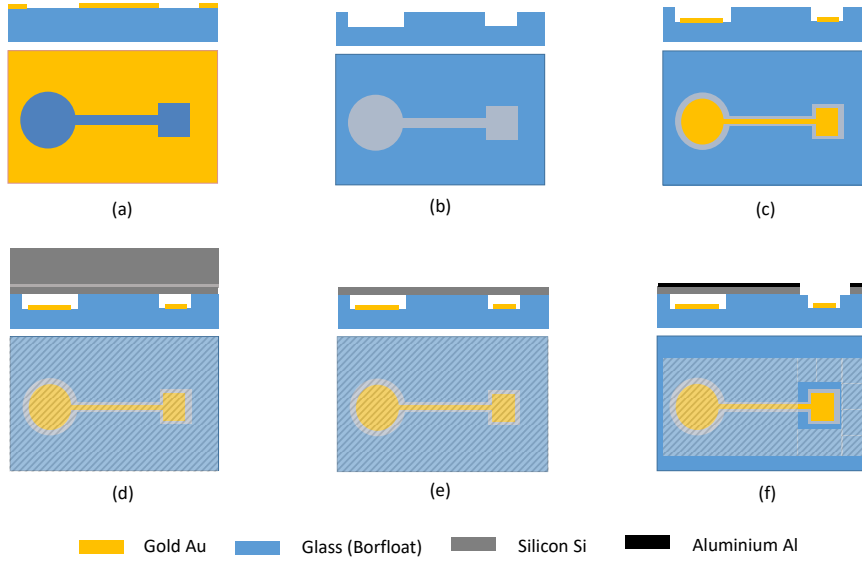 (a)
(b)
(c)
(d)
(e)
(f)
Gold Au
Glass (Borfloat)
Silicon Si
Aluminium Al